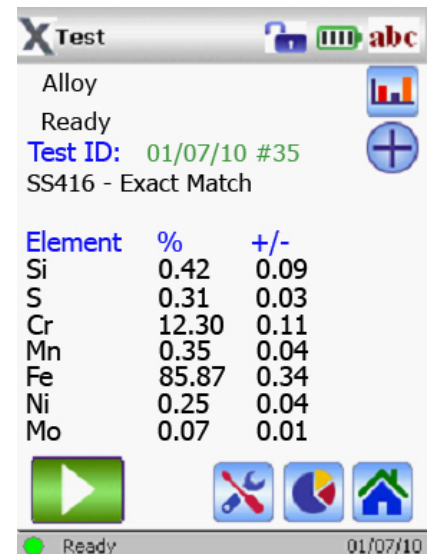 X Test abc
Alloy
Ready
Test ID: 01/07/10 #35
SS416 - Exact Match
Element % +/-
Si 0.42 0.09
S 0.31 0.03
Cr 12.30 0.11
Mn 0.35 0.04
Fe 85.87 0.34
Ni 0.25 0.04
Mo 0.07 0.01
Ready 01/07/10